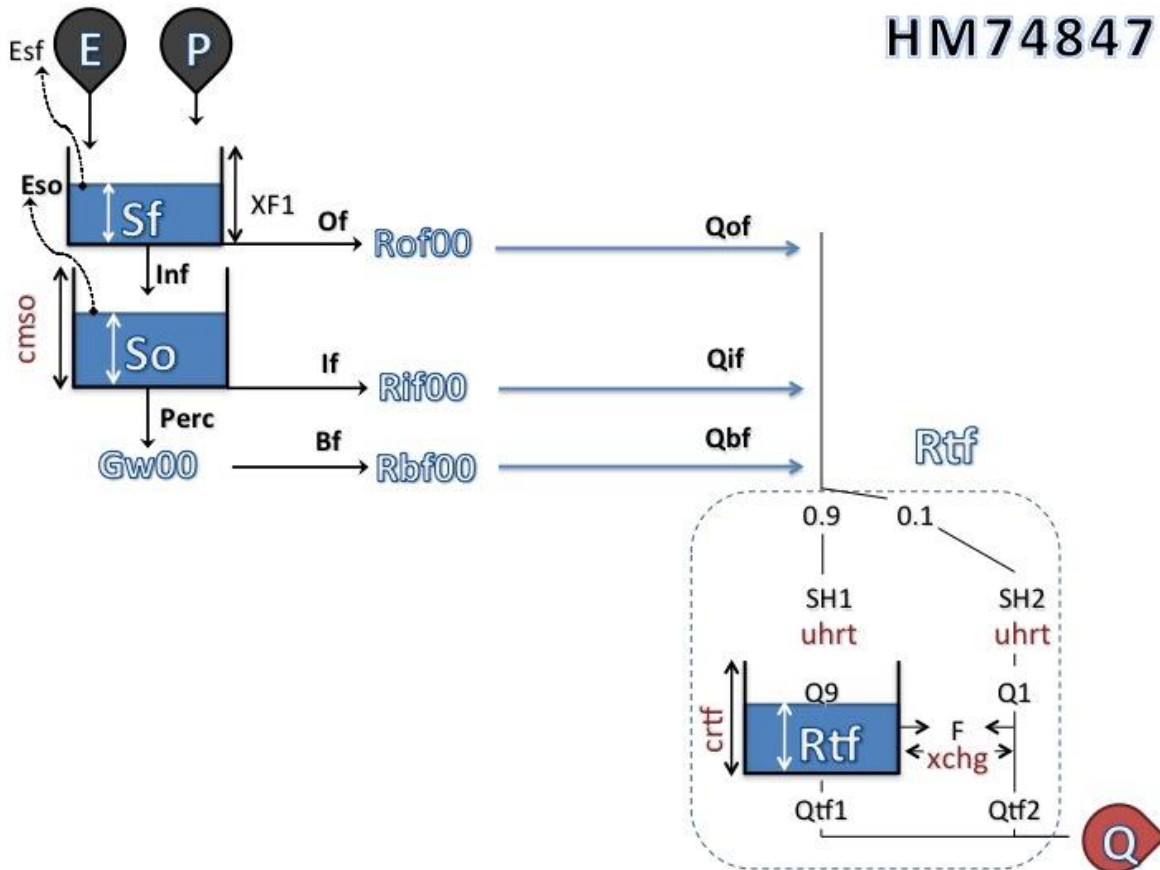 HM74847
E
P
Esf
Eso
Sf
XF1
Of
Rof00
Qof
Inf
cmso
So
If
Rif00
Qif
Perc
Gw00
Bf
Rbf00
Qbf
Rtf
0.9
0.1
SH1
SH2
uhrt
uhrt
crtf
Q9
Q1
Rtf
F
xchg
Qtf1
Qtf2
Q